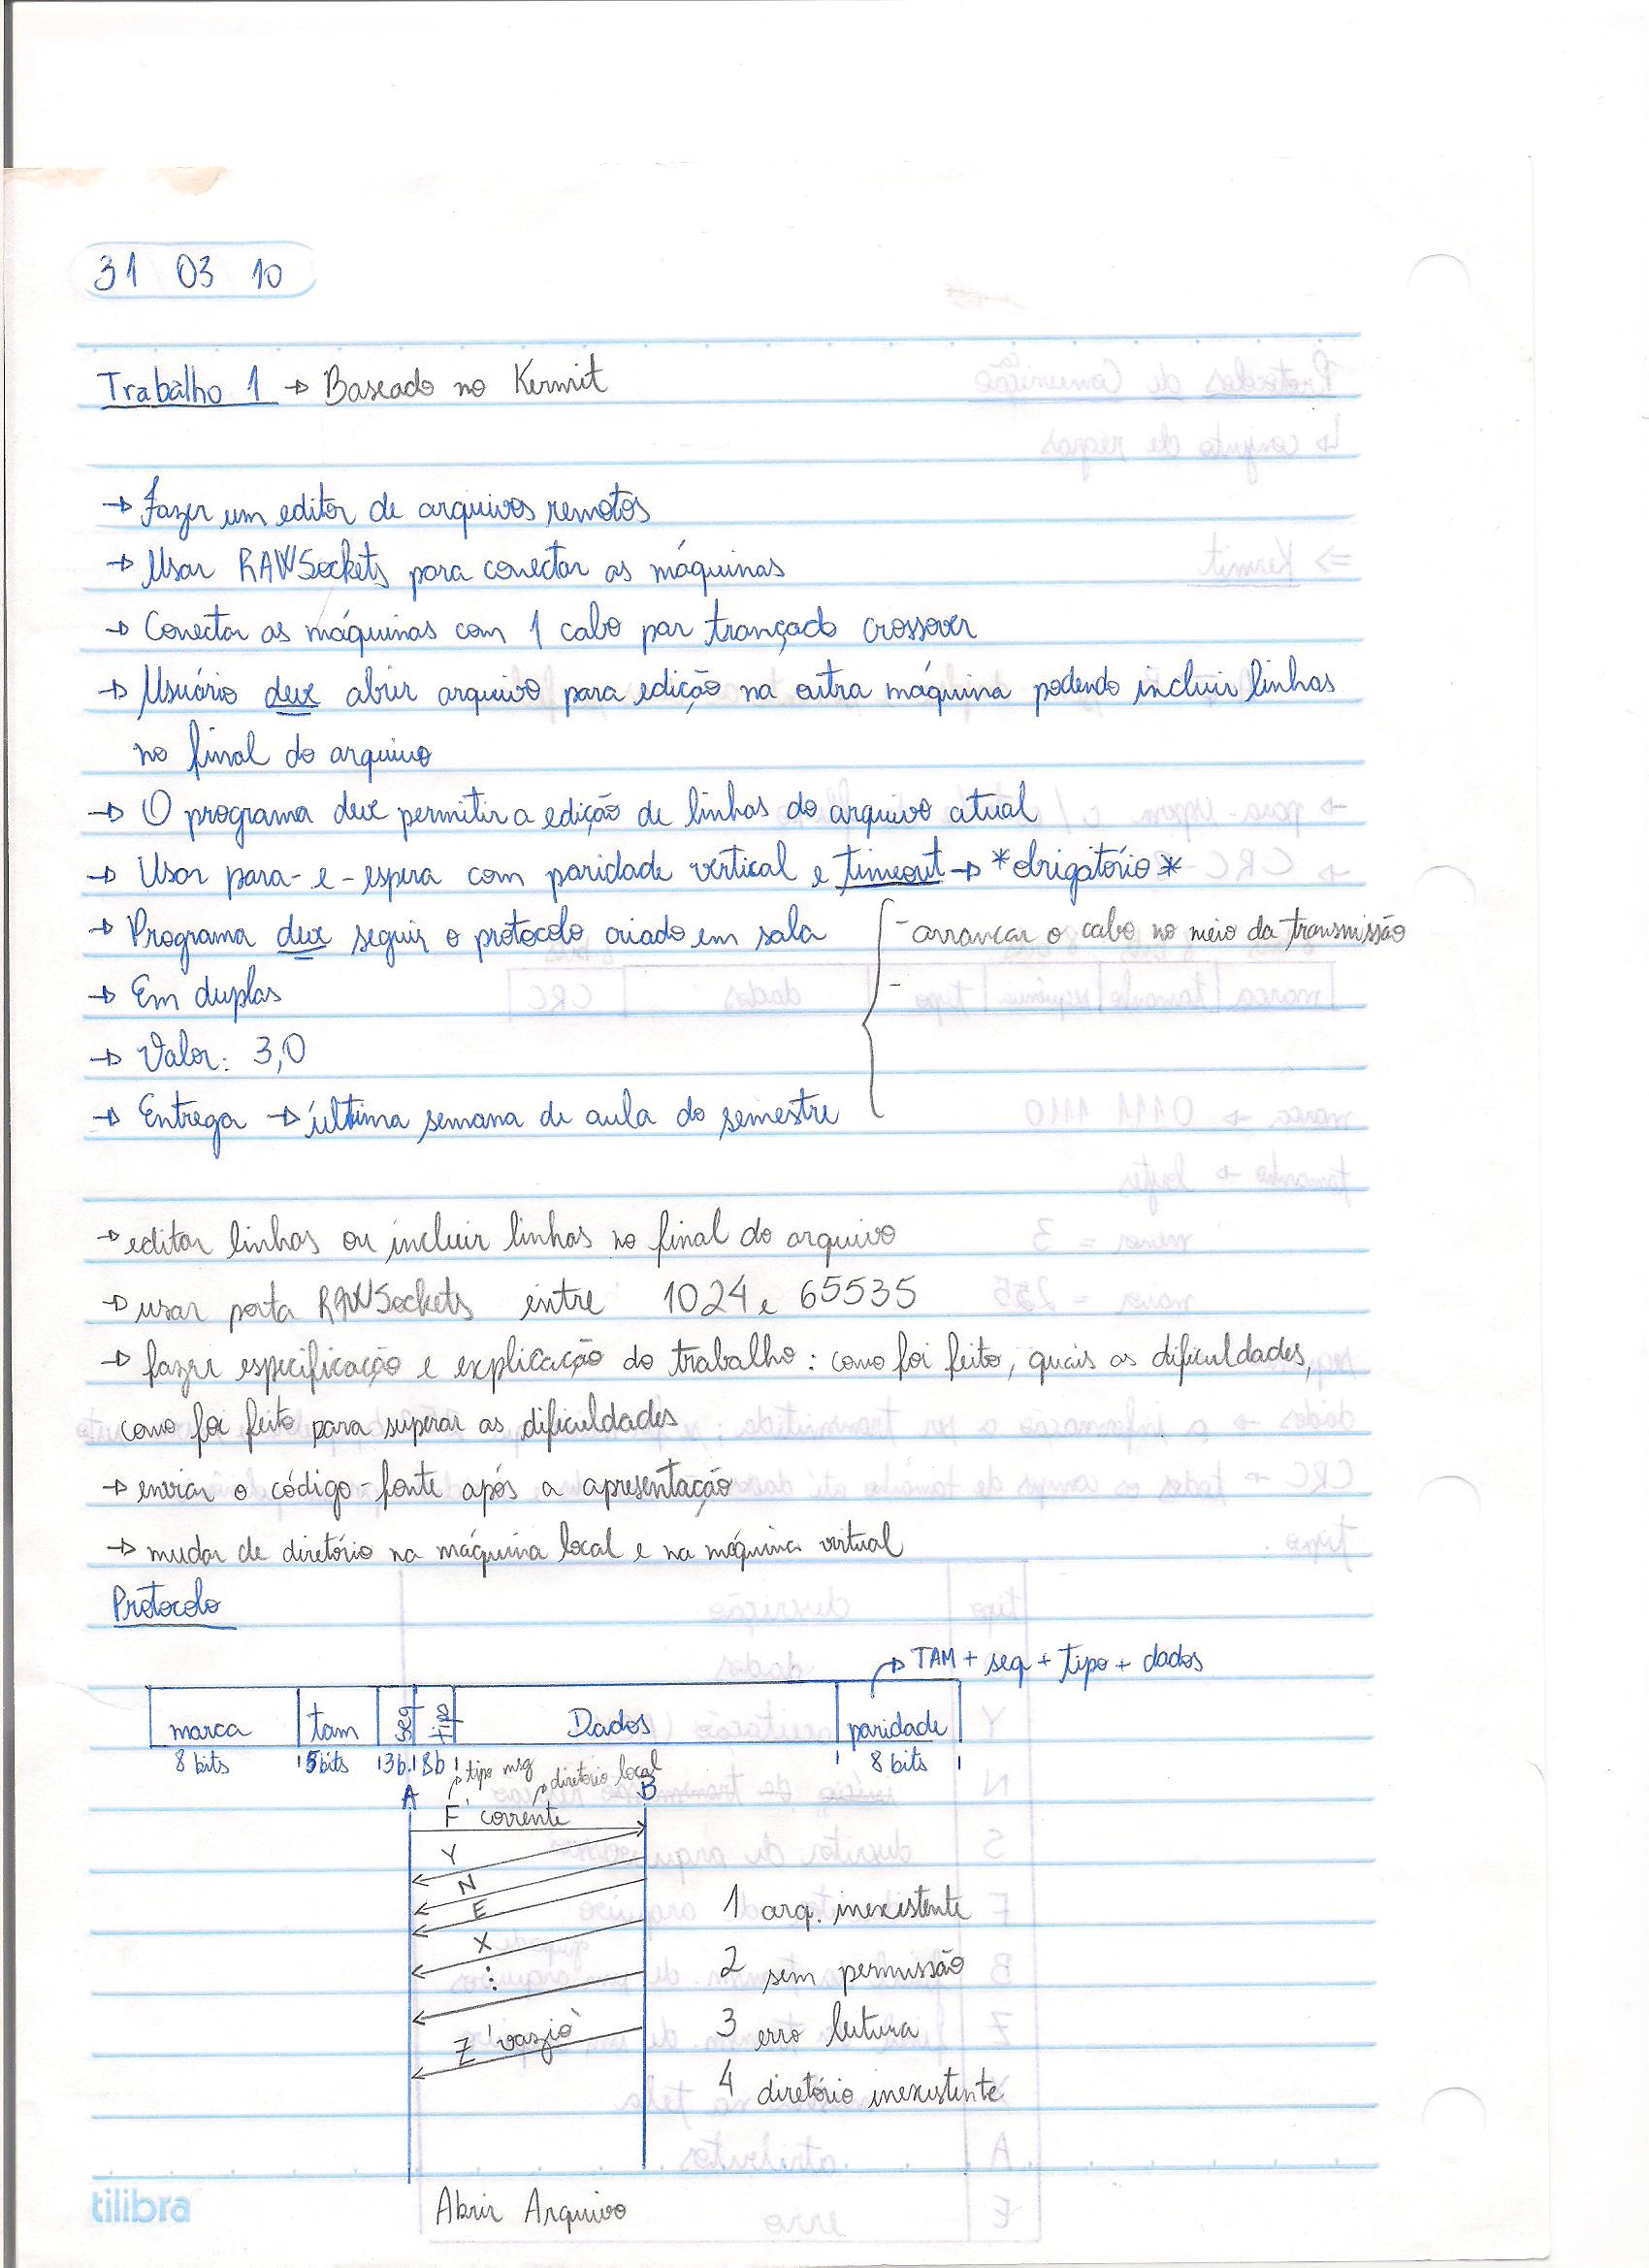 31 03 10
Trabalho 1 → Baseado no Kermit
→ Fazer um editor de arquivos remotos
→ Usar RAWSockets para conectar as máquinas
→ Conectar as máquinas com 1 cabo par trançado crossover
→ Usuário deve abrir arquivo para edição na outra máquina podendo incluir linhas
no final do arquivo
→ O programa deve permitir a edição de linhas do arquivo atual
→ Usar para-e-espera com paridade vertical e timeout → *obrigatório*
→ Programa deve seguir o protocolo criado em sala
- arrancar o cabo no meio da transmissão
-
→ Em duplas
→ Valor: 3,0
→ Entrega → última semana de aula do semestre
→ editar linhas ou incluir linhas no final do arquivo
→ usar porta RAWSockets entre 1024 e 65535
→ fazer especificação e explicação do trabalho: como foi feito, quais as dificuldades,
como foi feito para superar as dificuldades
→ enviar o código-fonte após a apresentação
→ mudar de diretório na máquina local e na máquina virtual
Protocolo
→ TAM + seq + tipo + dados
marca tam seq tipo Dados paridade
8 bits 5bits 3b. 8b 8 bits
→ tipo msg → diretório local
A B
F 'corrente
Y
N
E
1 arq. inexistente
X
2 sem permissão
⋮
3 erro leitura
Z 'vazio'
4 diretório inexistente
Abrir Arquivo
tilibra